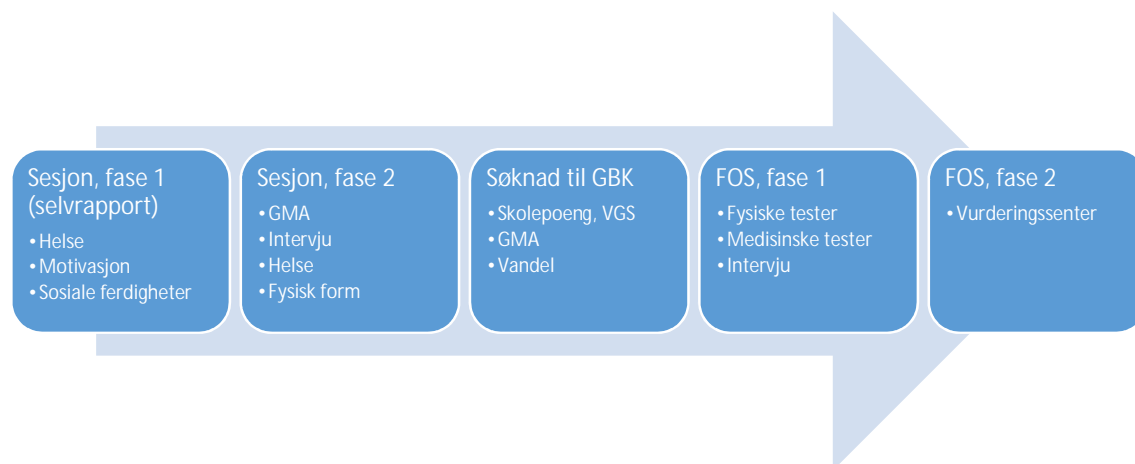 Sesjon, fase 1
(selvrapport)
•Helse
•Motivasjon
•Sosiale ferdigheter
Sesjon, fase 2
•GMA
•Intervju
•Helse
•Fysisk form
Søknad til GBK
•Skolepoeng, VGS
•GMA
•Vandel
FOS, fase 1
•Fysiske tester
•Medisinske tester
•Intervju
FOS, fase 2
•Vurderingssenter